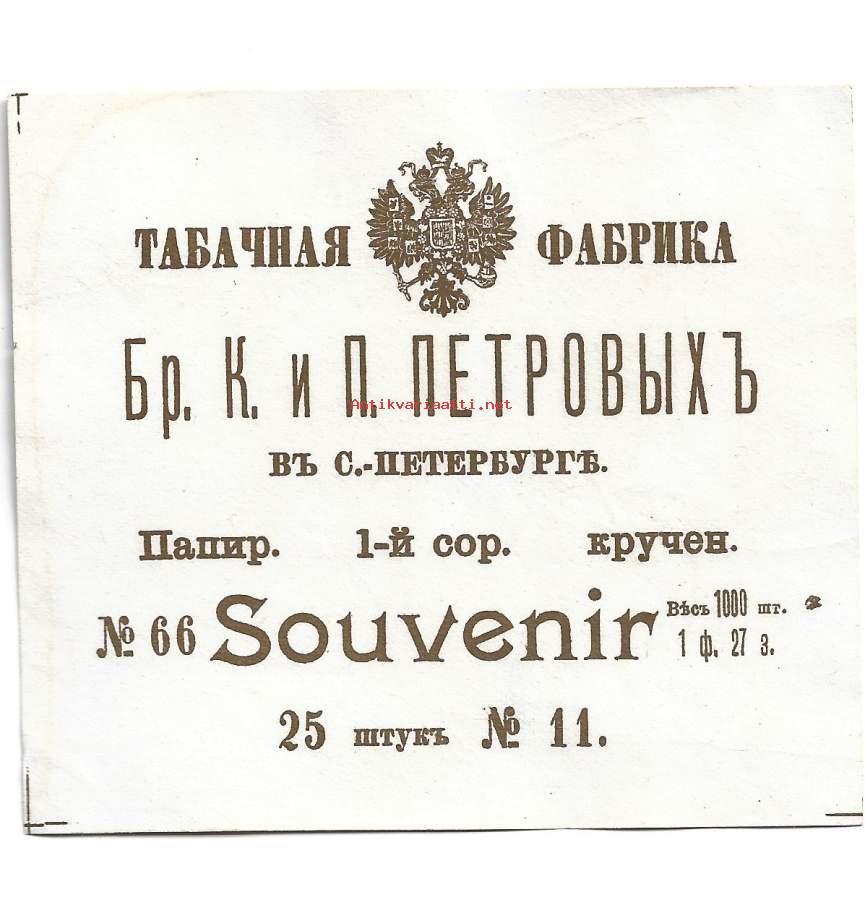 ТАБАЧНАЯ ФАБРИКА
Бр. К. и П. ПЕТРОВЫХЪ
Antikvariaatti.net
ВЪ С.-ПЕТЕРБУРГѢ.
Папир. 1-й сор. кручен.
№ 66 Souvenir Вѣсъ 1000 шт.
1 ф. 27 з.
25 штукъ № 11.